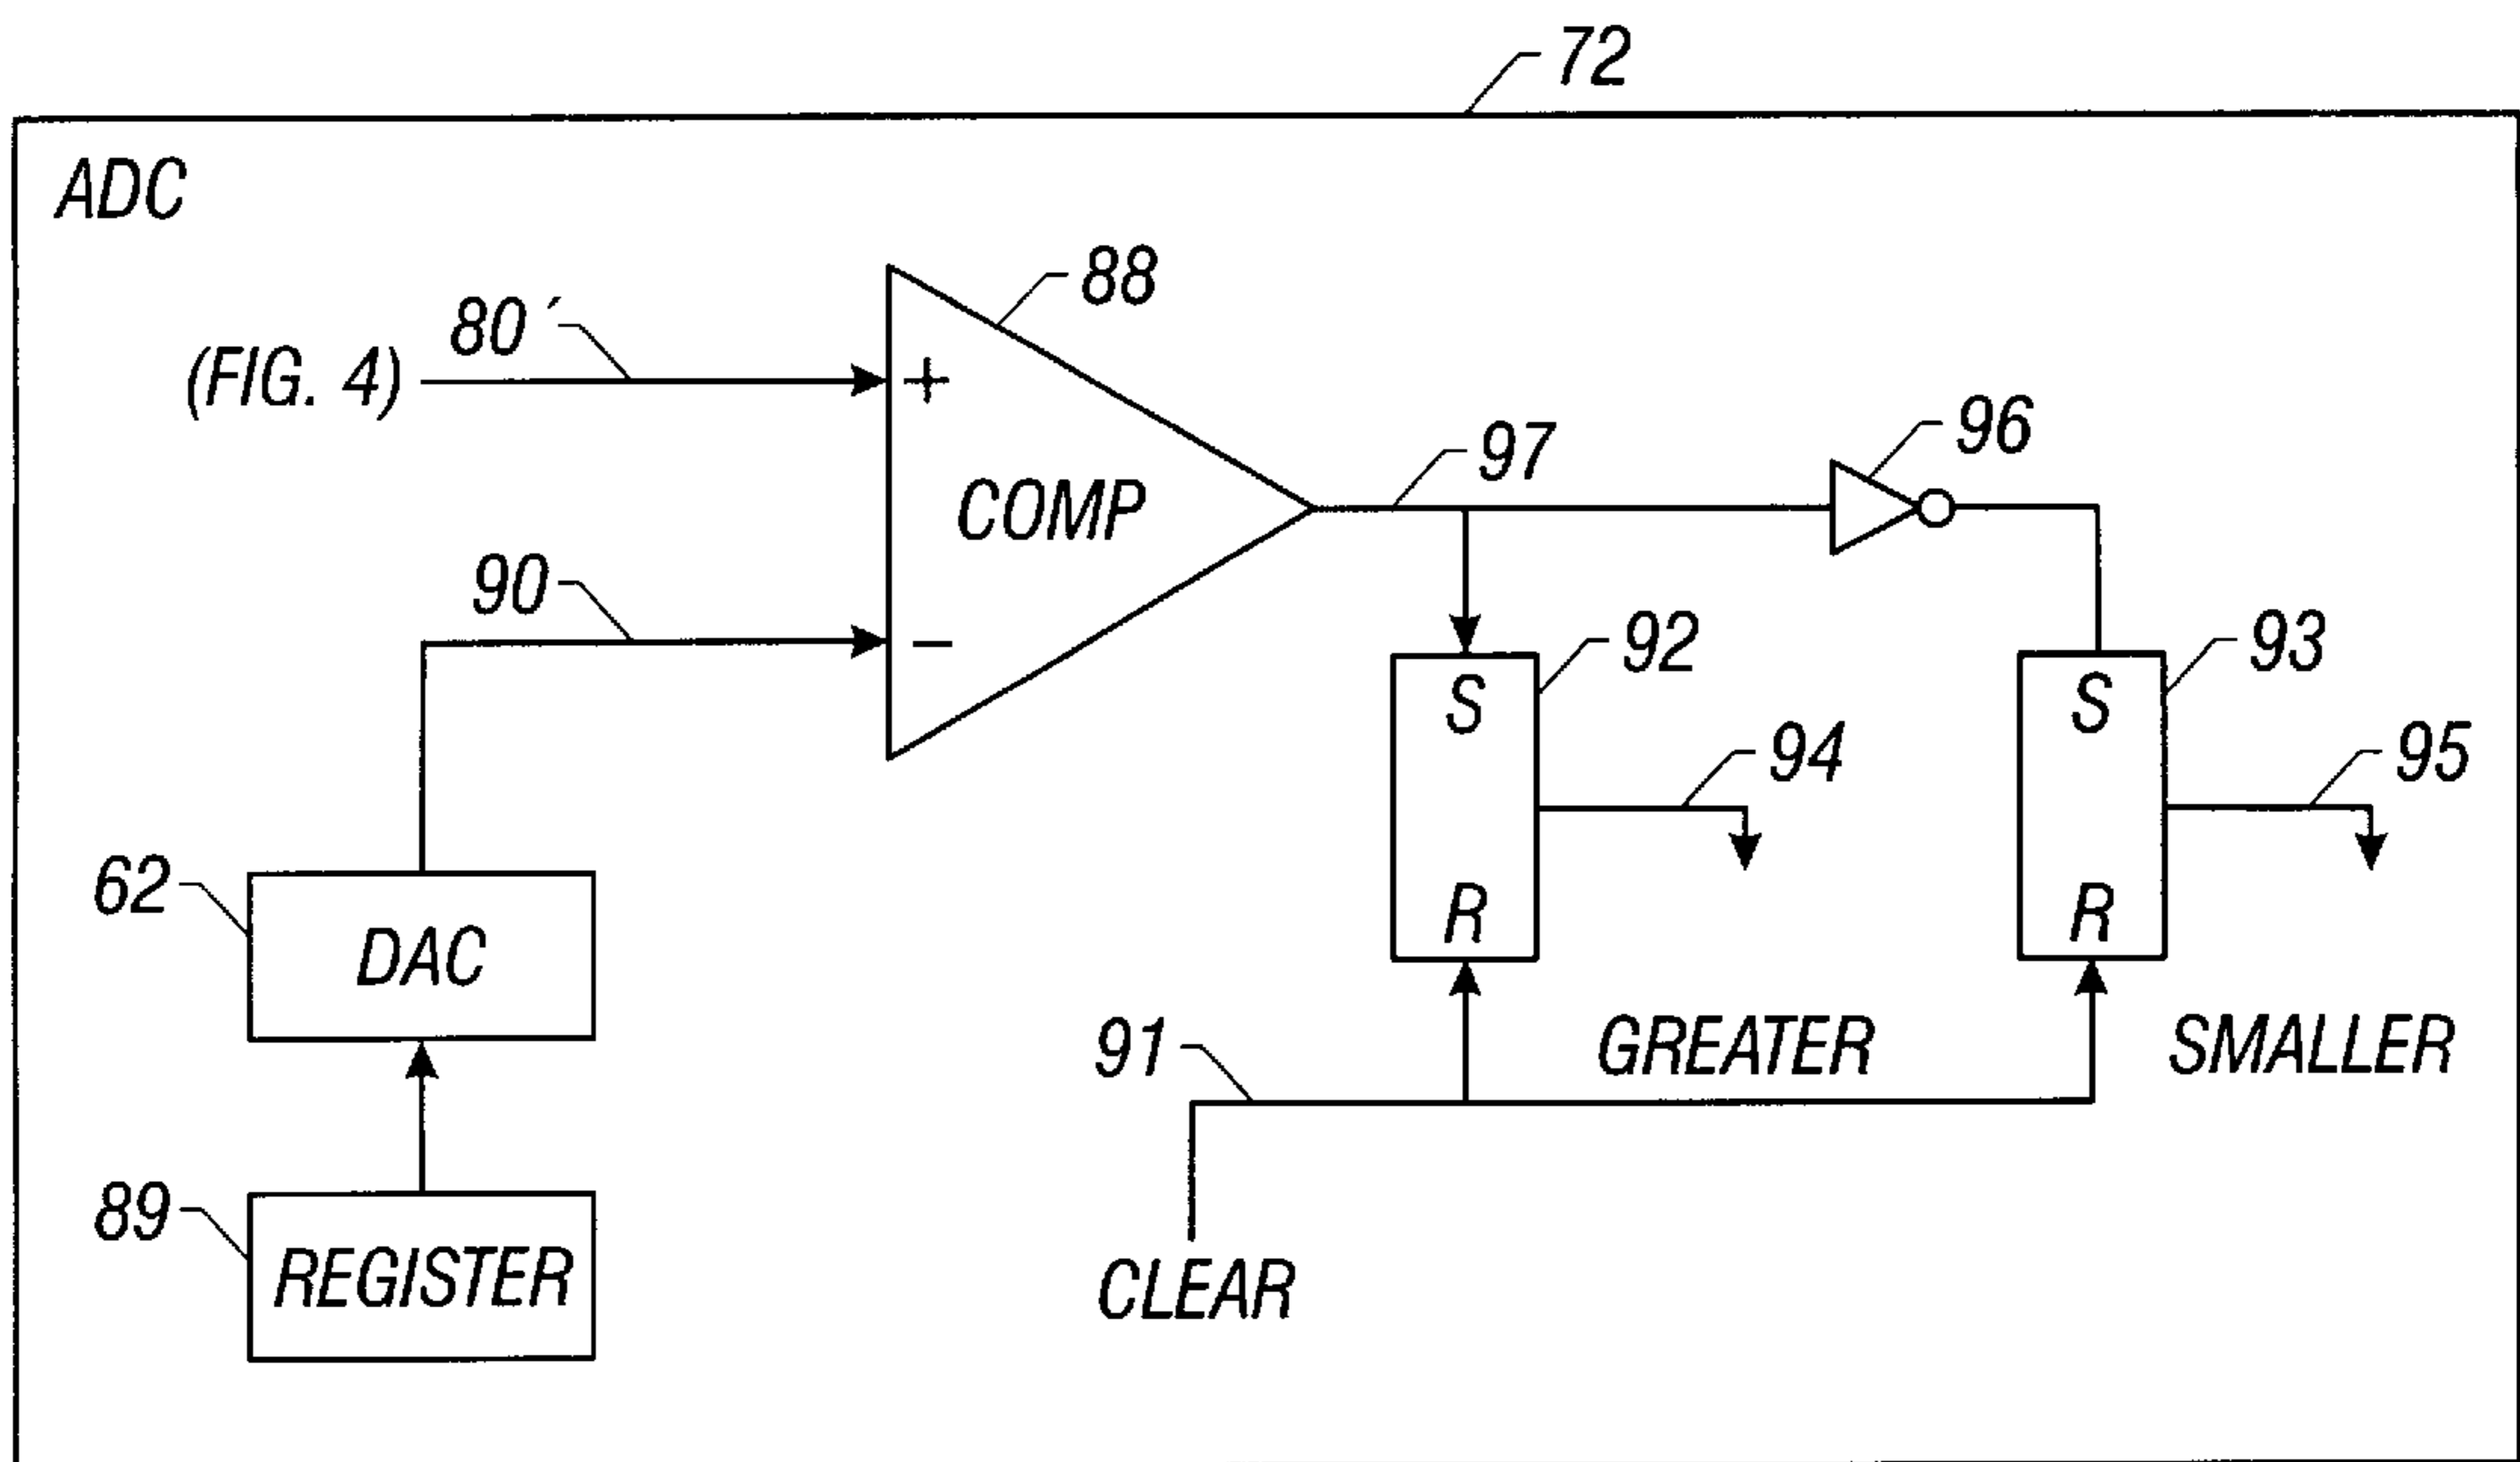 72
ADC
88
80´
(FIG. 4)
+
96
97
COMP
90
–
92
93
S
S
94
95
62
DAC
R
R
91
GREATER
SMALLER
89
REGISTER
CLEAR